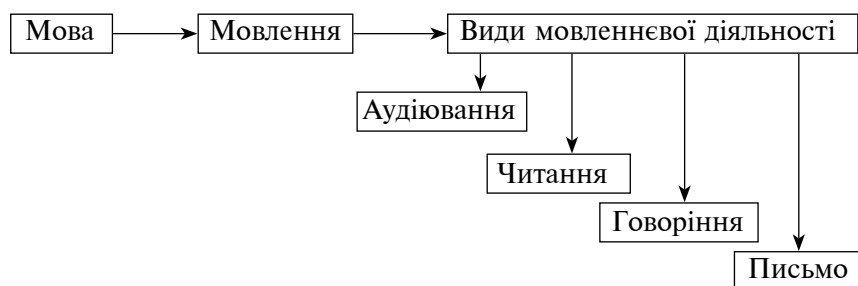 Мова Мовлення Види мовленнєвої діяльності
Аудіювання
Читання
Говоріння
Письмо